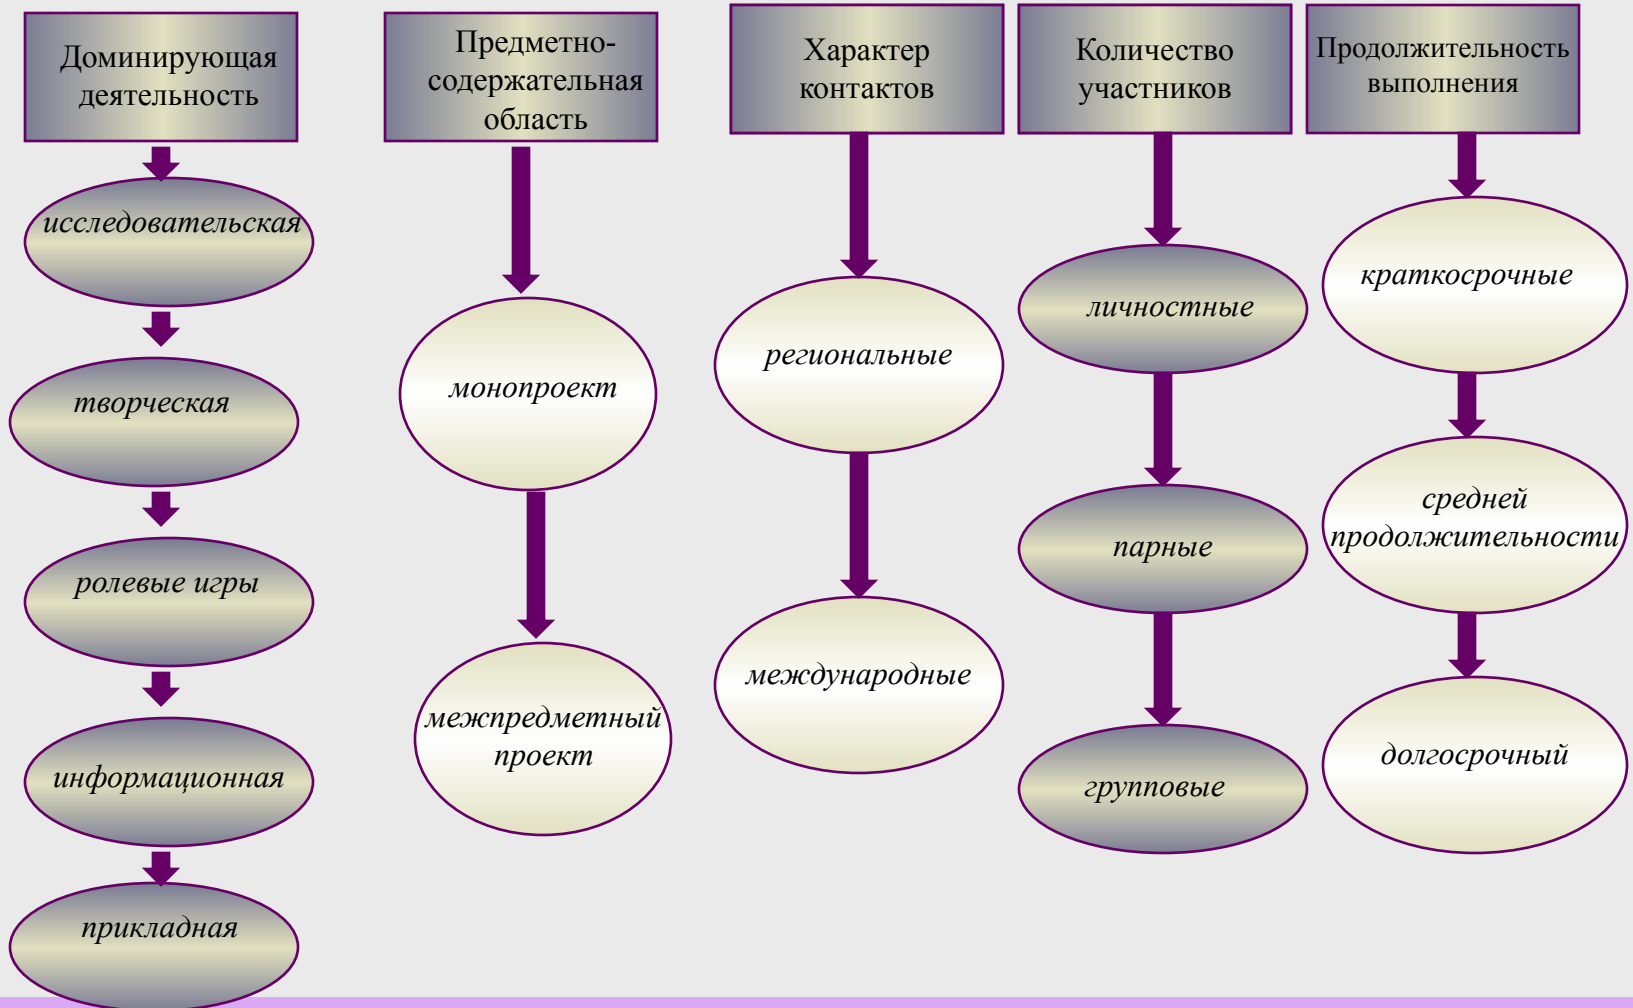 Доминирующая
деятельность
исследовательская
творческая
ролевые игры
информационная
прикладная
Предметно-
содержательная
область
монопроект
межпредметный
проект
Характер
контактов
региональные
международные
Количество
участников
личностные
парные
групповые
Продолжительность
выполнения
краткосрочные
средней
продолжительности
долгосрочный